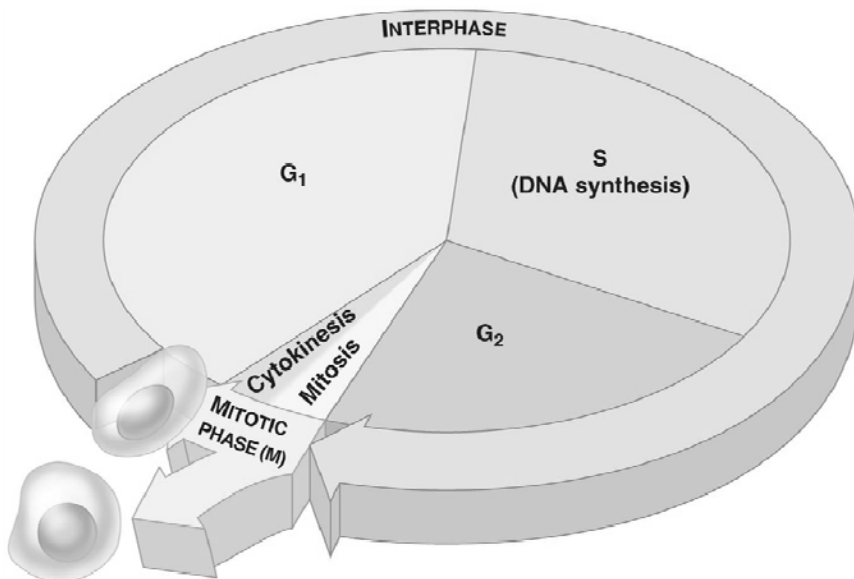 INTERPHASE
G₁
S
(DNA synthesis)
G₂
Cytokinesis
Mitosis
MITOTIC
PHASE (M)